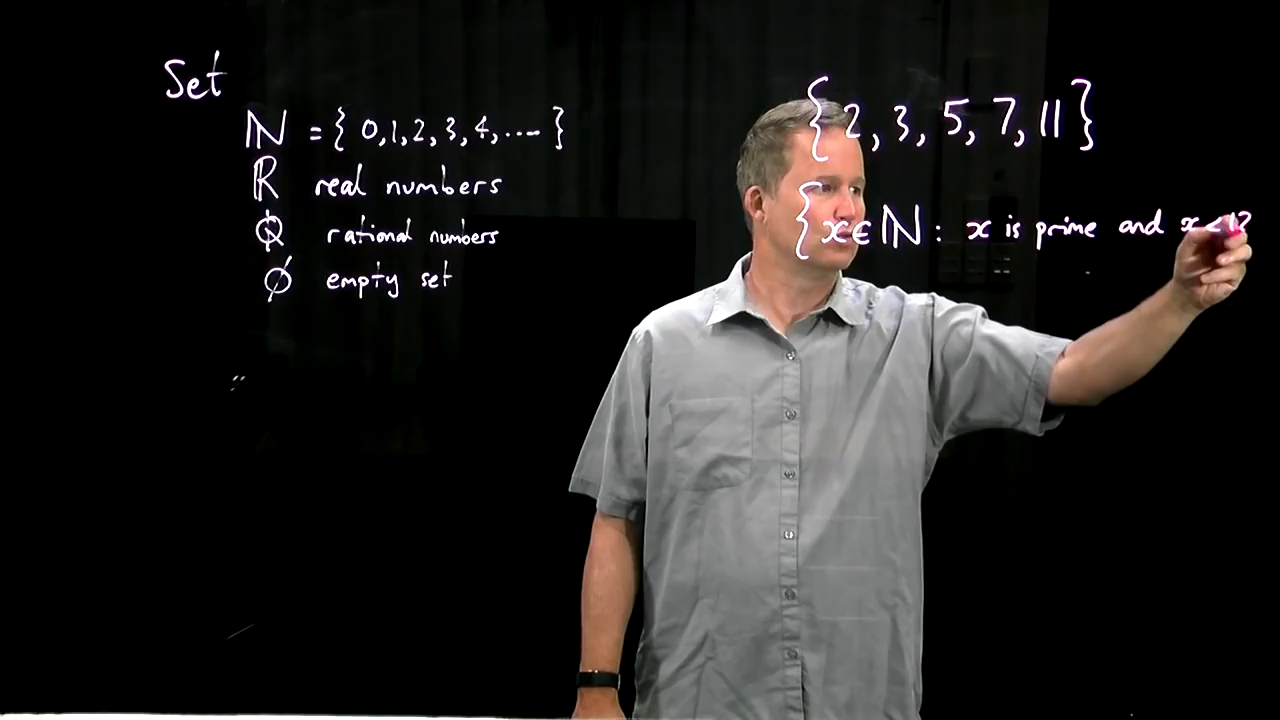 Set
ℕ = { 0, 1, 2, 3, 4, .... }
ℝ real numbers
ℚ rational numbers
∅ empty set
{ 2, 3, 5, 7, 11 }
{ x ∈ ℕ : x is prime and x < 12